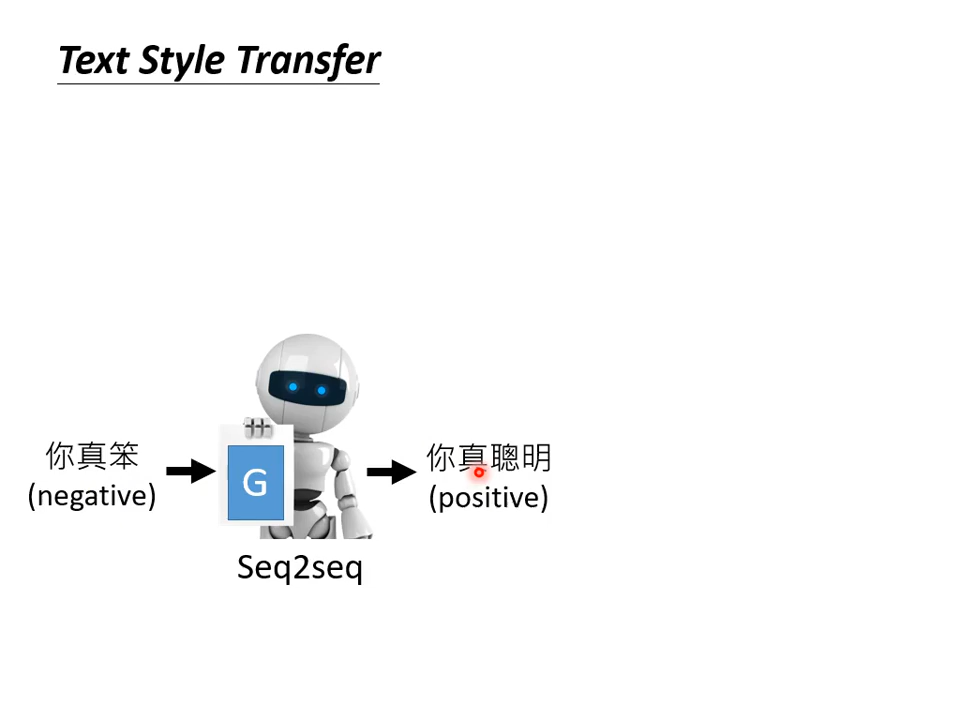 Text Style Transfer
你真笨
(negative)
G
你真聰明
(positive)
Seq2seq